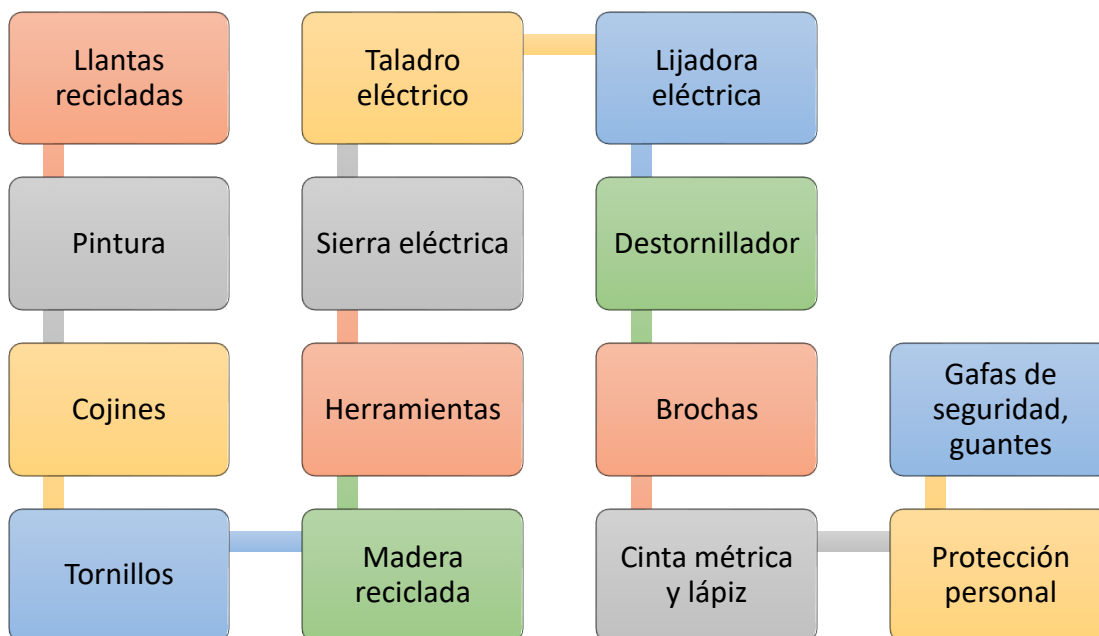 Llantas
recicladas
Pintura
Cojines
Tornillos
Madera
reciclada
Herramientas
Sierra eléctrica
Taladro
eléctrico
Lijadora
eléctrica
Destornillador
Brochas
Cinta métrica
y lápiz
Protección
personal
Gafas de
seguridad,
guantes